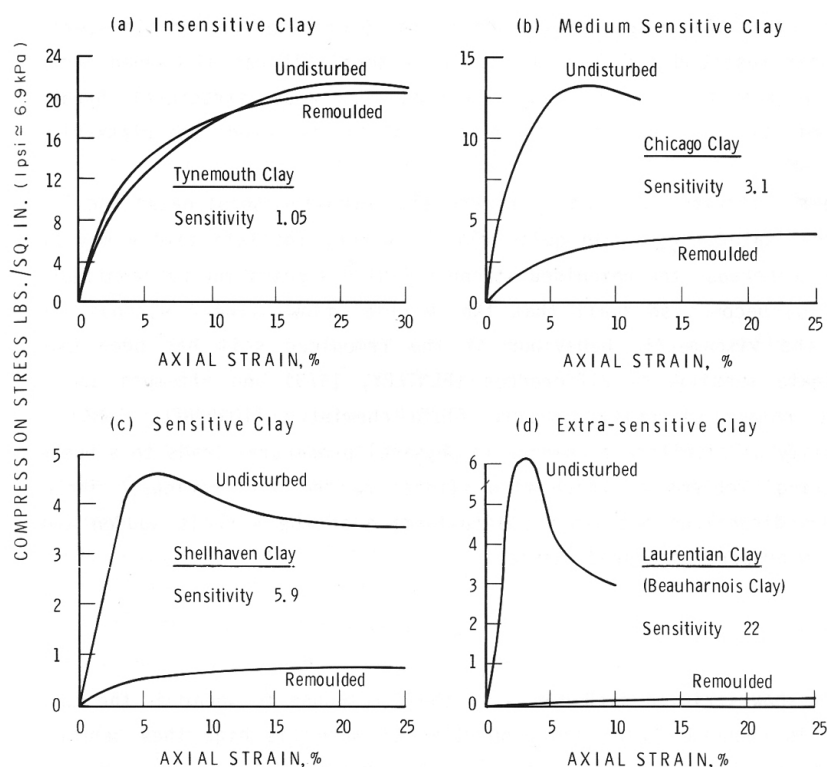 COMPRESSION STRESS LBS./SQ. IN. (1 psi ≃ 6.9 kPa)
(a) Insensitive Clay
24
20
16
12
8
4
0
Undisturbed
Remoulded
Tynemouth Clay
Sensitivity 1.05
0 5 10 15 20 25 30
AXIAL STRAIN, %
(b) Medium Sensitive Clay
15
10
5
0
Undisturbed
Chicago Clay
Sensitivity 3.1
Remoulded
0 5 10 15 20 25
AXIAL STRAIN, %
(c) Sensitive Clay
5
4
3
2
1
0
Undisturbed
Shellhaven Clay
Sensitivity 5.9
Remoulded
0 5 10 15 20 25
AXIAL STRAIN, %
(d) Extra-sensitive Clay
6
5
4
3
2
1
0
Undisturbed
Laurentian Clay
(Beauharnois Clay)
Sensitivity 22
Remoulded
0 5 10 15 20 25
AXIAL STRAIN, %